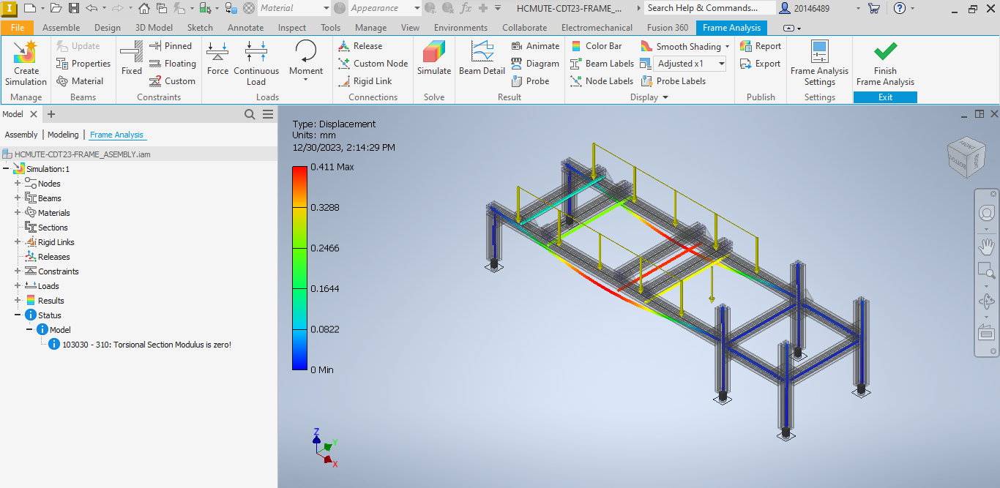 I Material Appearance fx HCMUTE-CDT23-FRAME_... Search Help & Commands... 20146489
File Assemble Design 3D Model Sketch Annotate Inspect Tools Manage View Environments Collaborate Electromechanical Fusion 360 Frame Analysis
Update Pinned Release Animate Color Bar Smooth Shading Report
Properties Floating Custom Node Diagram Beam Labels Adjusted x1 Export
Create Simulation Fixed Force Continuous Load Moment Simulate Beam Detail Frame Analysis Settings Finish Frame Analysis
Material Custom Rigid Link Probe Node Labels Probe Labels
Manage Beams Constraints Loads Connections Solve Result Display Publish Settings Exit
Model
Assembly | Modeling | Frame Analysis
HCMUTE-CDT23-FRAME_ASEMBLY.iam
Simulation:1
Nodes
Beams
Materials
Sections
Rigid Links
Releases
Constraints
Loads
Results
Status
Model
103030 - 310: Torsional Section Modulus is zero!
Type: Displacement
Units: mm
12/30/2023, 2:14:29 PM
0.411 Max
0.3288
0.2466
0.1644
0.0822
0 Min
Z
Y
X
FRONT
RIGHT
BOTTOM